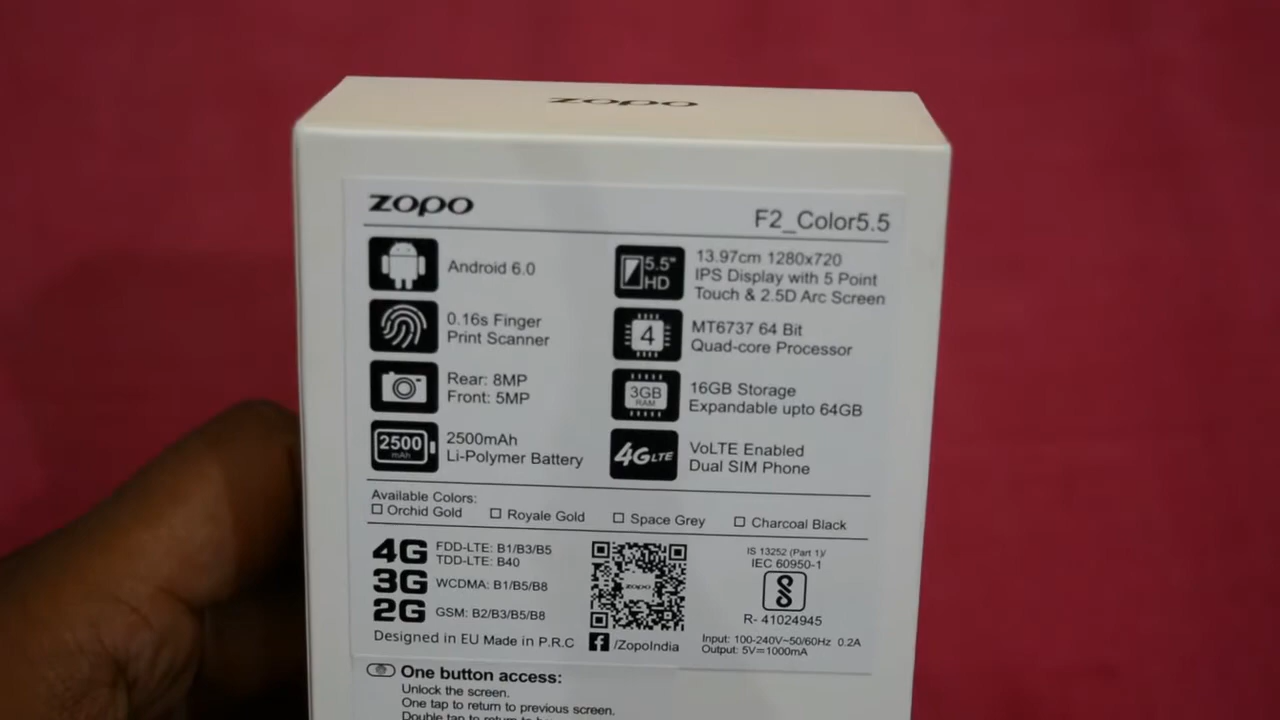 ZOPO
ZOPO
F2_Color5.5
Android 6.0
5.5" HD
13.97cm 1280x720
IPS Display with 5 Point
Touch & 2.5D Arc Screen
0.16s Finger
Print Scanner
4
MT6737 64 Bit
Quad-core Processor
Rear: 8MP
Front: 5MP
3GB
RAM
16GB Storage
Expandable upto 64GB
2500
mAh
2500mAh
Li-Polymer Battery
4G LTE
VoLTE Enabled
Dual SIM Phone
Available Colors:
Orchid Gold
Royale Gold
Space Grey
Charcoal Black
4G
FDD-LTE: B1/B3/B5
TDD-LTE: B40
3G
WCDMA: B1/B5/B8
2G
GSM: B2/B3/B5/B8
Designed in EU Made in P.R.C
ZOPO
f /ZopoIndia
IS 13252 (Part 1)/
IEC 60950-1
R- 41024945
Input: 100-240V~50/60Hz 0.2A
Output: 5V=1000mA
One button access:
Unlock the screen.
One tap to return to previous screen.
Double tap to return to